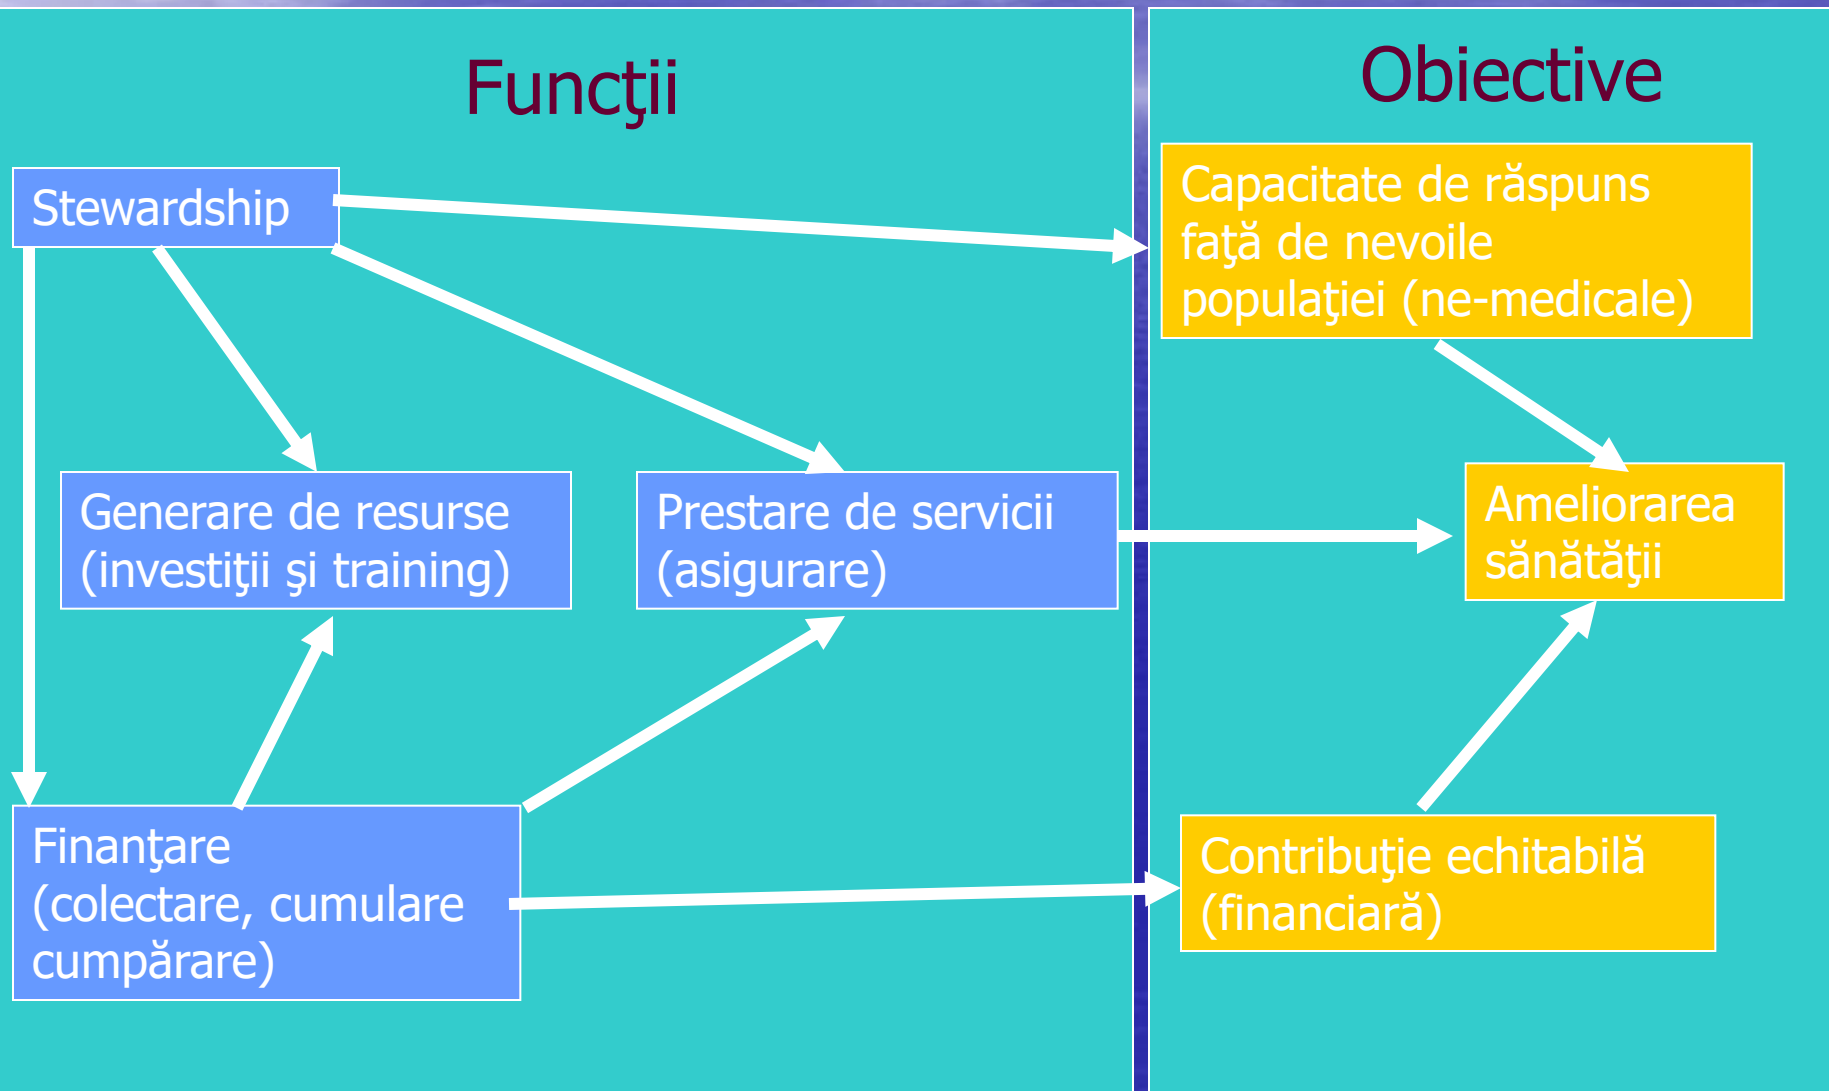 Funcţii
Stewardship
Generare de resurse
(investiţii şi training)
Prestare de servicii
(asigurare)
Finanţare
(colectare, cumulare
cumpărare)
Obiective
Capacitate de răspuns
faţă de nevoile
populaţiei (ne-medicale)
Ameliorarea
sănătăţii
Contribuţie echitabilă
(financiară)